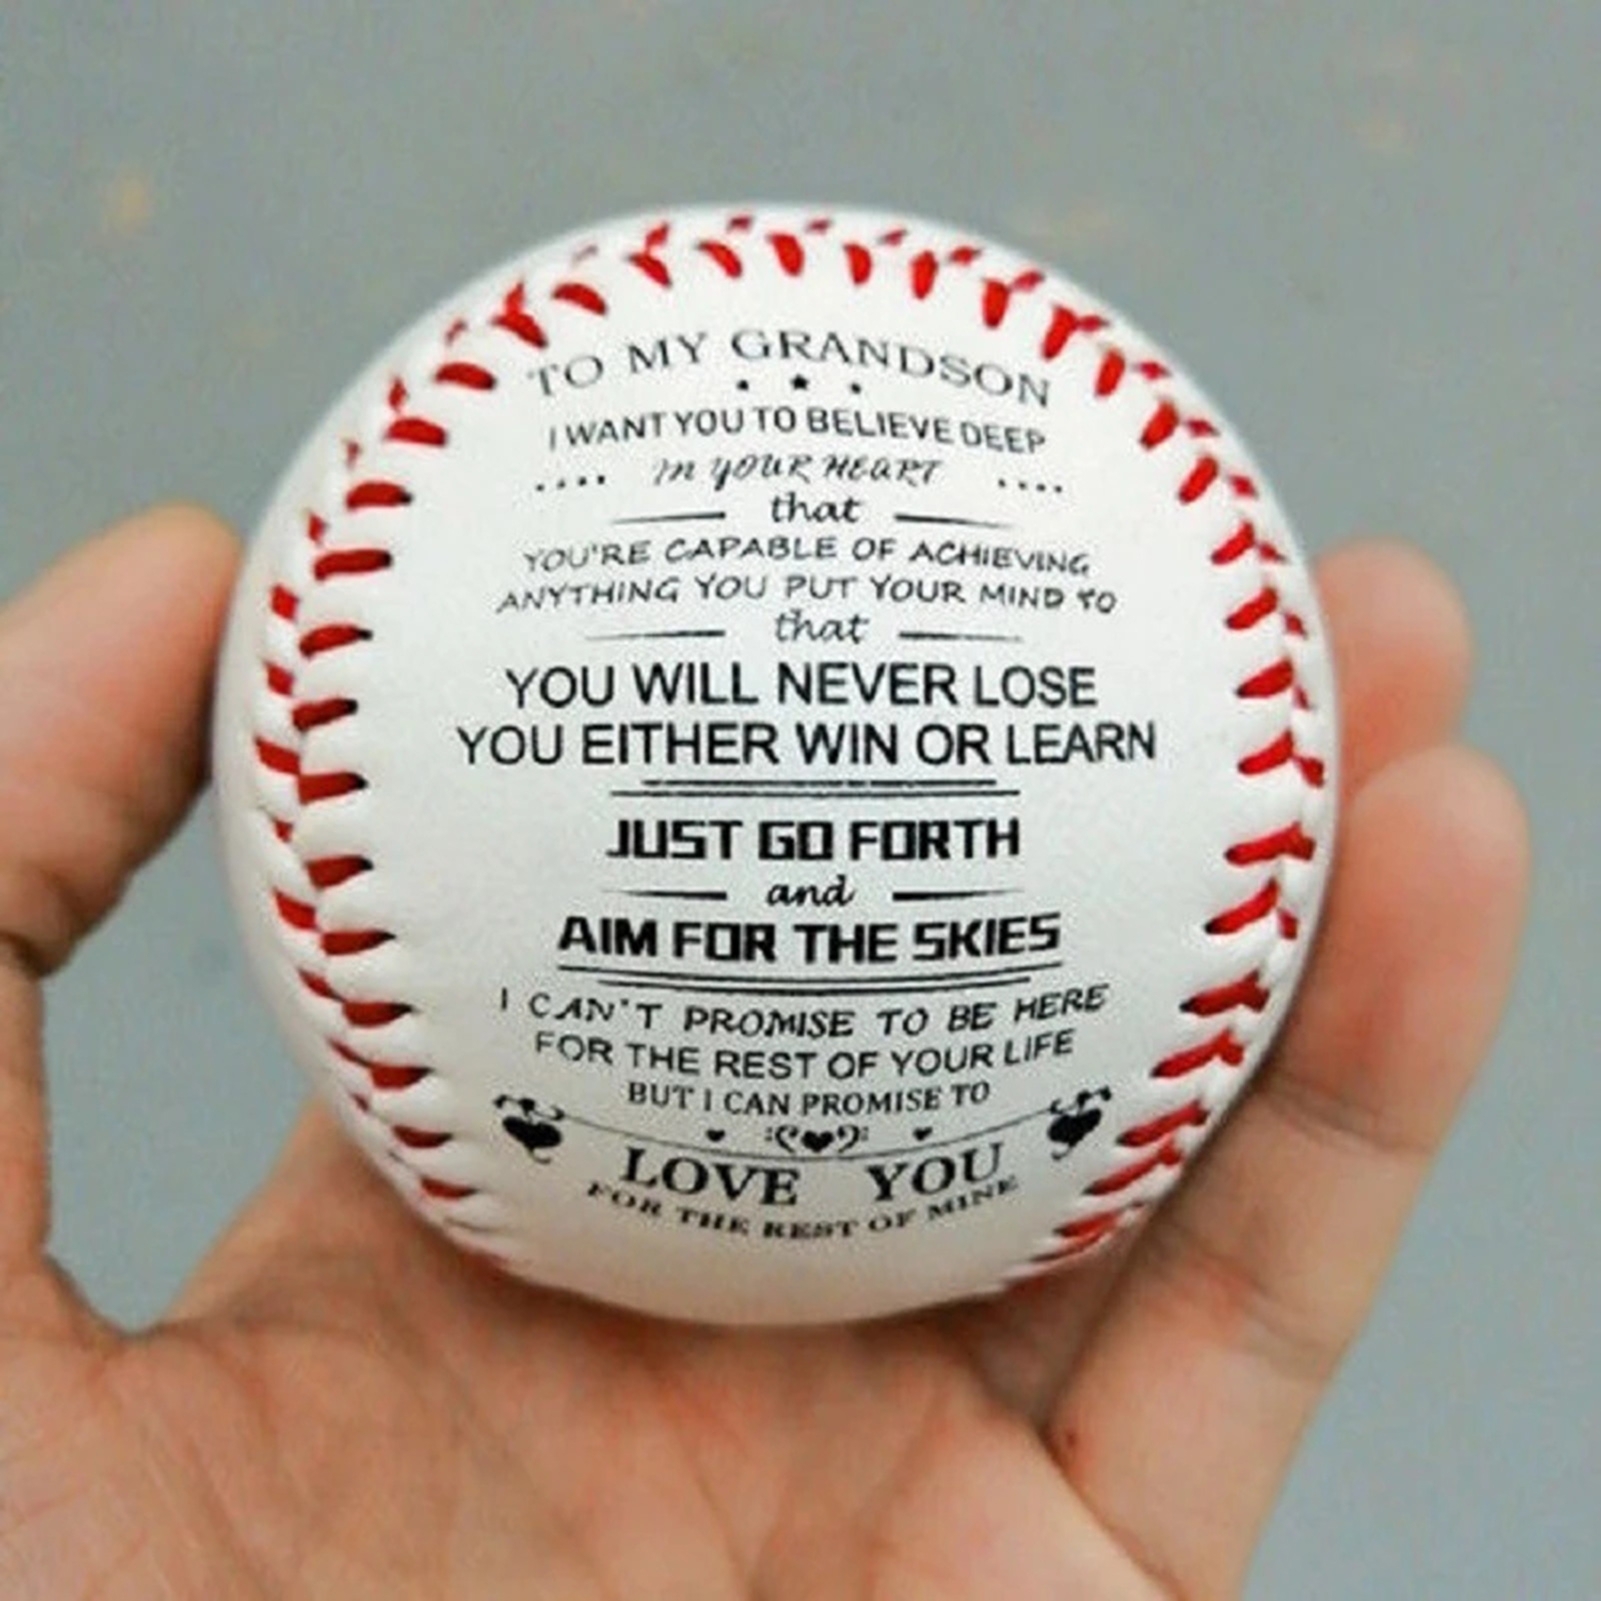 TO MY GRANDSON
I WANT YOU TO BELIEVE DEEP
in YOUR HEART
that
YOU'RE CAPABLE OF ACHIEVING
ANYTHING YOU PUT YOUR MIND TO
that
YOU WILL NEVER LOSE
YOU EITHER WIN OR LEARN
JUST GO FORTH
and
AIM FOR THE SKIES
I CAN'T PROMISE TO BE HERE
FOR THE REST OF YOUR LIFE
BUT I CAN PROMISE TO
LOVE YOU
FOR THE REST OF MINE